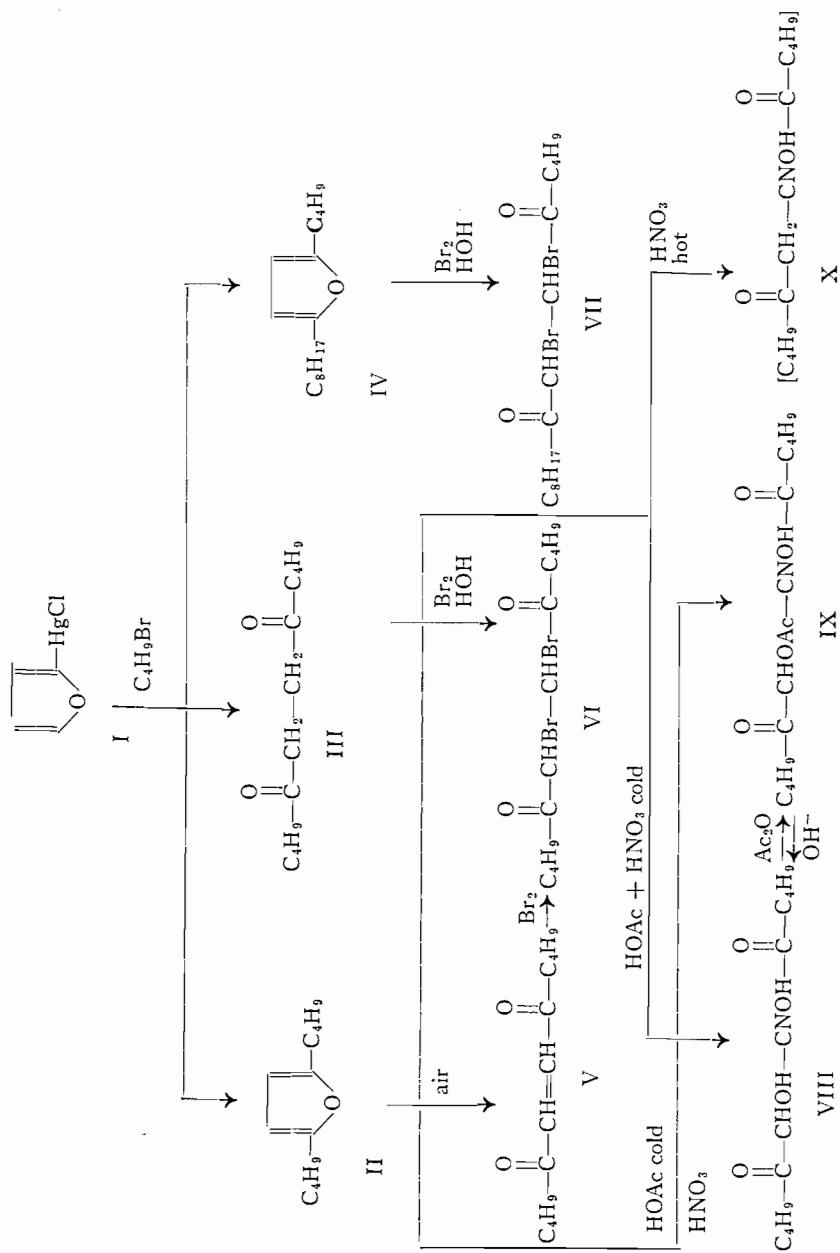 HgCl
O
I
C₄H₉Br
C₄H₉ O C₄H₉
II
O O
C₄H₉—C—CH₂—CH₂—C—C₄H₉
III
C₈H₁₇ O C₄H₉
IV
air
Br₂
HOH
Br₂
HOH
O O
C₄H₉—C—CH=CH—C—C₄H₉
V
Br₂
O O
C₄H₉—C—CHBr—CHBr—C—C₄H₉
VI
O O
C₈H₁₇—C—CHBr—CHBr—C—C₄H₉
VII
HOAc cold
HNO₃
HOAc + HNO₃ cold
HNO₃
hot
O O
C₄H₉—C—CHOH—CNOH—C—C₄H₉
VIII
Ac₂O
OH⁻
O O
C₄H₉—C—CHOAc—CNOH—C—C₄H₉
IX
O O
[C₄H₉—C—CH₂—CNOH—C—C₄H₉]
X